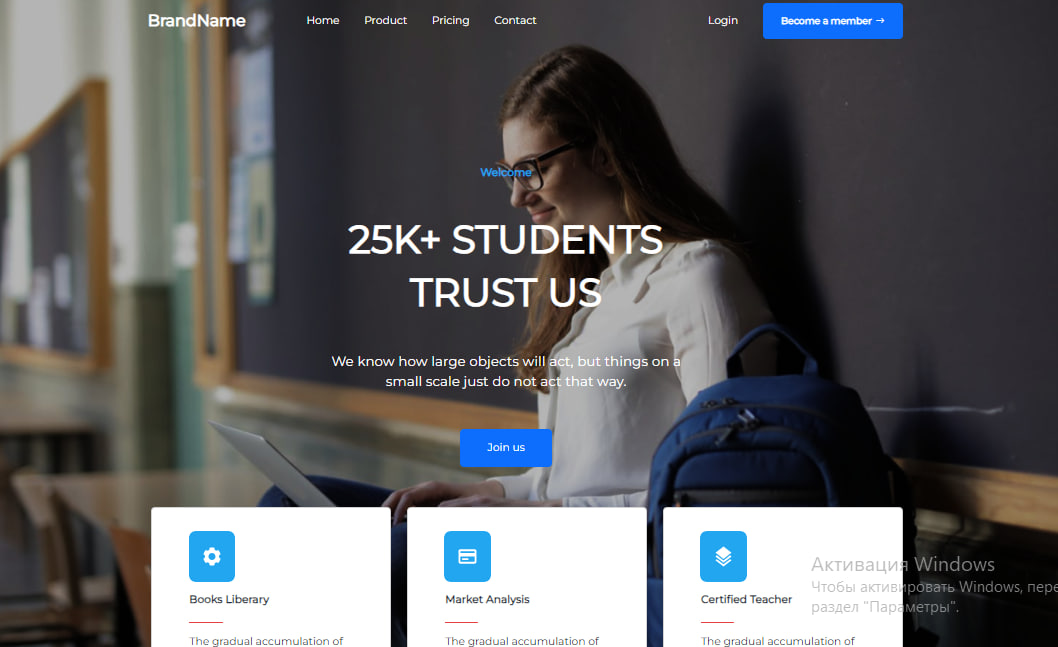 BrandName Home Product Pricing Contact Login Become a member →
Welcome
25K+ STUDENTS
TRUST US
We know how large objects will act, but things on a
small scale just do not act that way.
Join us
Books Liberary
The gradual accumulation of
Market Analysis
The gradual accumulation of
Certified Teacher
The gradual accumulation of
Активация Windows
Чтобы активировать Windows, пере
раздел "Параметры".